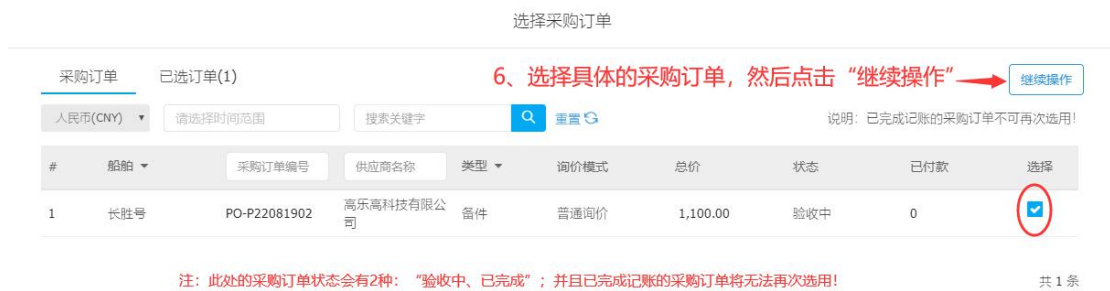 选择采购订单
采购订单 已选订单(1) 6、选择具体的采购订单，然后点击“继续操作” 继续操作
人民币(CNY) 请选择时间范围 搜索关键字 重置 说明：已完成记账的采购订单不可再次选用!
# 船舶 采购订单编号 供应商名称 类型 询价模式 总价 状态 已付款 选择
1 长胜号 PO-P22081902 高乐高科技有限公司 备件 普通询价 1,100.00 验收中 0
注：此处的采购订单状态会有2种：“验收中、已完成”；并且已完成记账的采购订单将无法再次选用！ 共 1 条